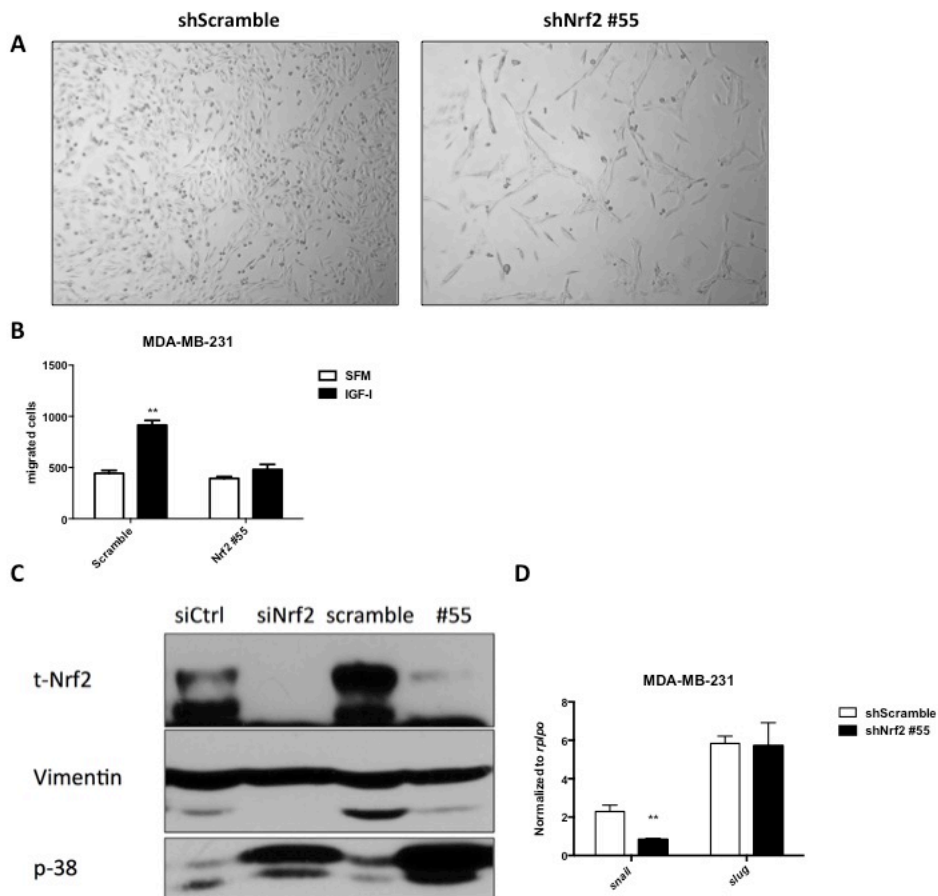 shScramble shNrf2 #55
A
B
MDA-MB-231
1500
1000
500
0
migrated cells
**
SFM
IGF-I
Scramble
Nrf2 #55
C
siCtrl siNrf2 scramble #55
t-Nrf2
Vimentin
p-38
D
MDA-MB-231
8
6
4
2
0
Normalized to rplpo
**
shScramble
shNrf2 #55
snail
slug